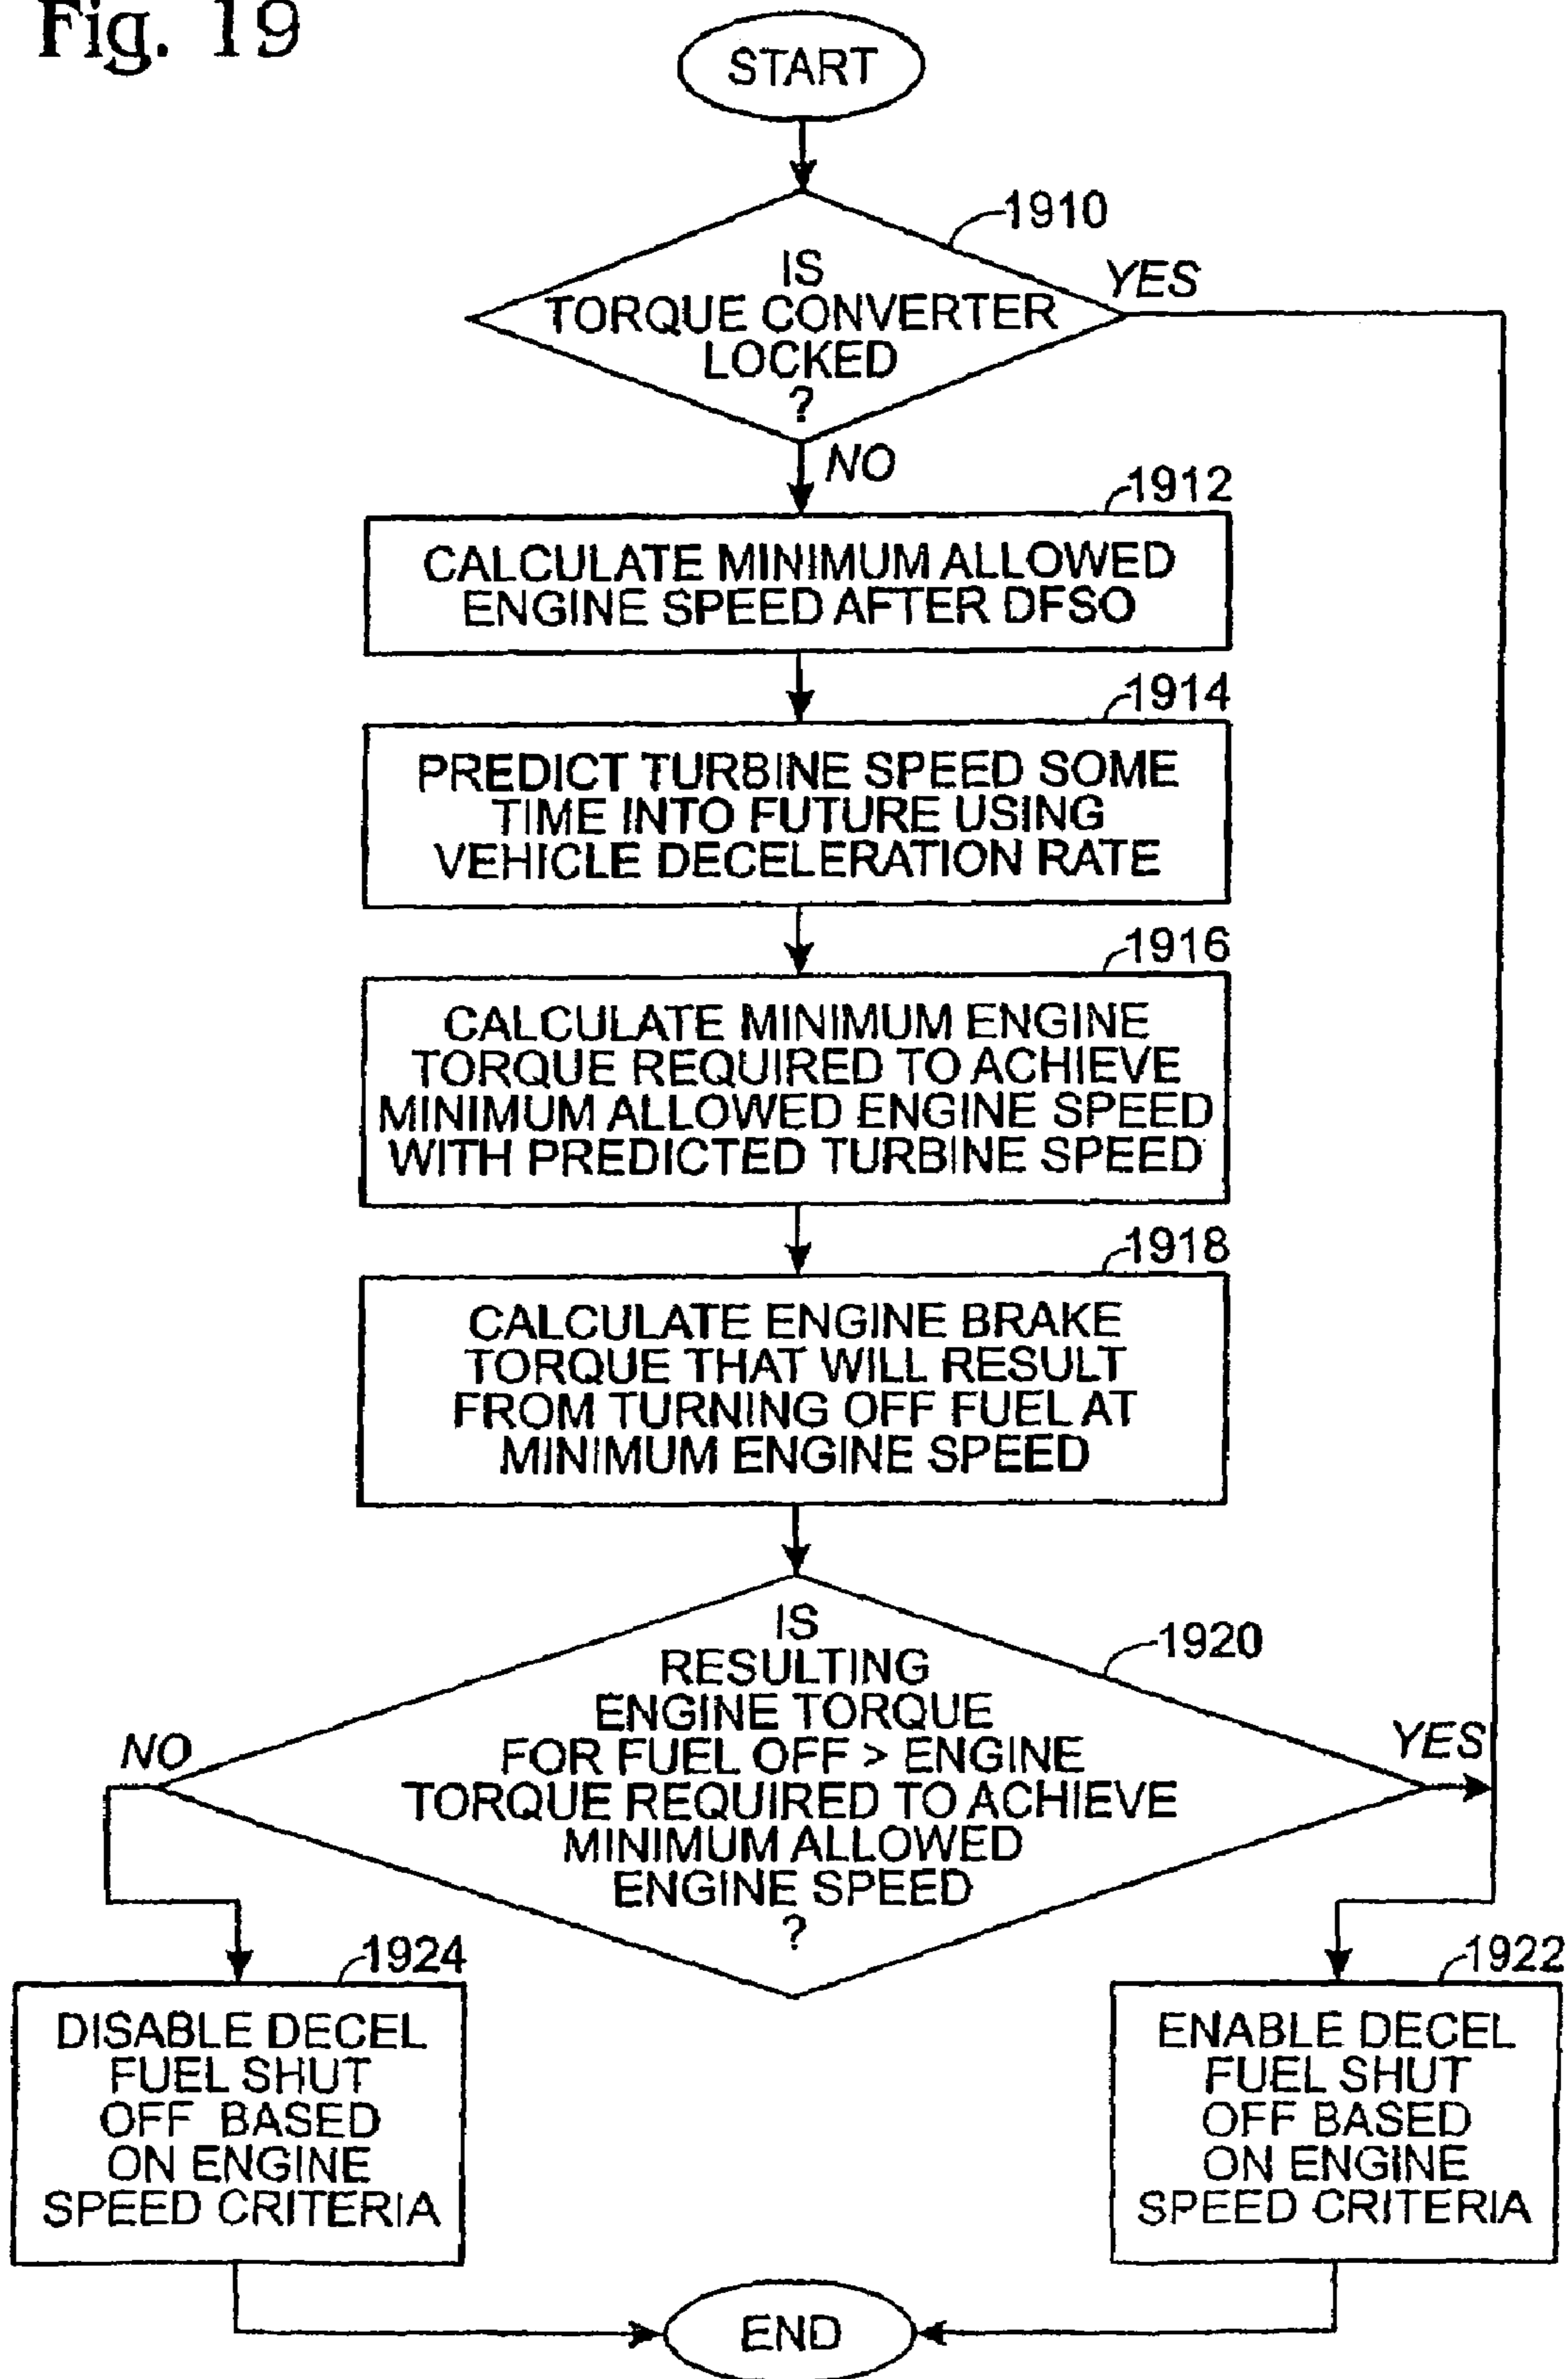 Fig. 19
START
1910
IS
TORQUE CONVERTER
LOCKED
?
YES
NO
1912
CALCULATE MINIMUM ALLOWED
ENGINE SPEED AFTER DFSO
1914
PREDICT TURBINE SPEED SOME
TIME INTO FUTURE USING
VEHICLE DECELERATION RATE
1916
CALCULATE MINIMUM ENGINE
TORQUE REQUIRED TO ACHIEVE
MINIMUM ALLOWED ENGINE SPEED
WITH PREDICTED TURBINE SPEED
1918
CALCULATE ENGINE BRAKE
TORQUE THAT WILL RESULT
FROM TURNING OFF FUEL AT
MINIMUM ENGINE SPEED
1920
IS
RESULTING
ENGINE TORQUE
FOR FUEL OFF > ENGINE
TORQUE REQUIRED TO ACHIEVE
MINIMUM ALLOWED
ENGINE SPEED
?
NO
YES
1924
DISABLE DECEL
FUEL SHUT
OFF BASED
ON ENGINE
SPEED CRITERIA
1922
ENABLE DECEL
FUEL SHUT
OFF BASED
ON ENGINE
SPEED CRITERIA
END